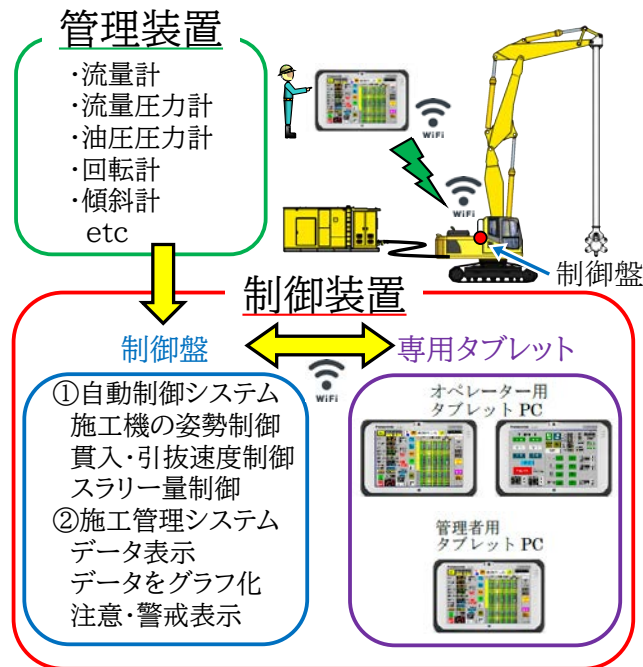 管理装置
・流量計
・流量圧力計
・油圧圧力計
・回転計
・傾斜計
etc
WiFi
WiFi
制御盤
制御装置
制御盤
WiFi
専用タブレット
①自動制御システム
施工機の姿勢制御
貫入・引抜速度制御
スラリー量制御
②施工管理システム
データ表示
データをグラフ化
注意・警戒表示
オペレーター用
タブレット PC
管理者用
タブレット PC